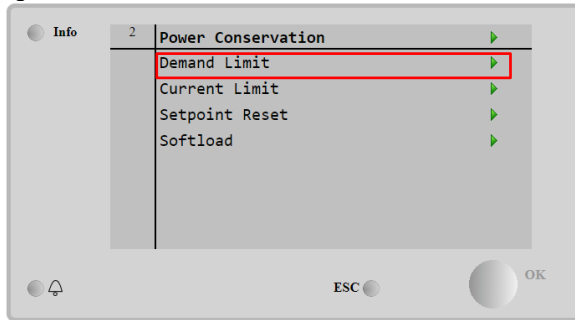 Info
2 Power Conservation
Demand Limit
Current Limit
Setpoint Reset
Softload
ESC
OK